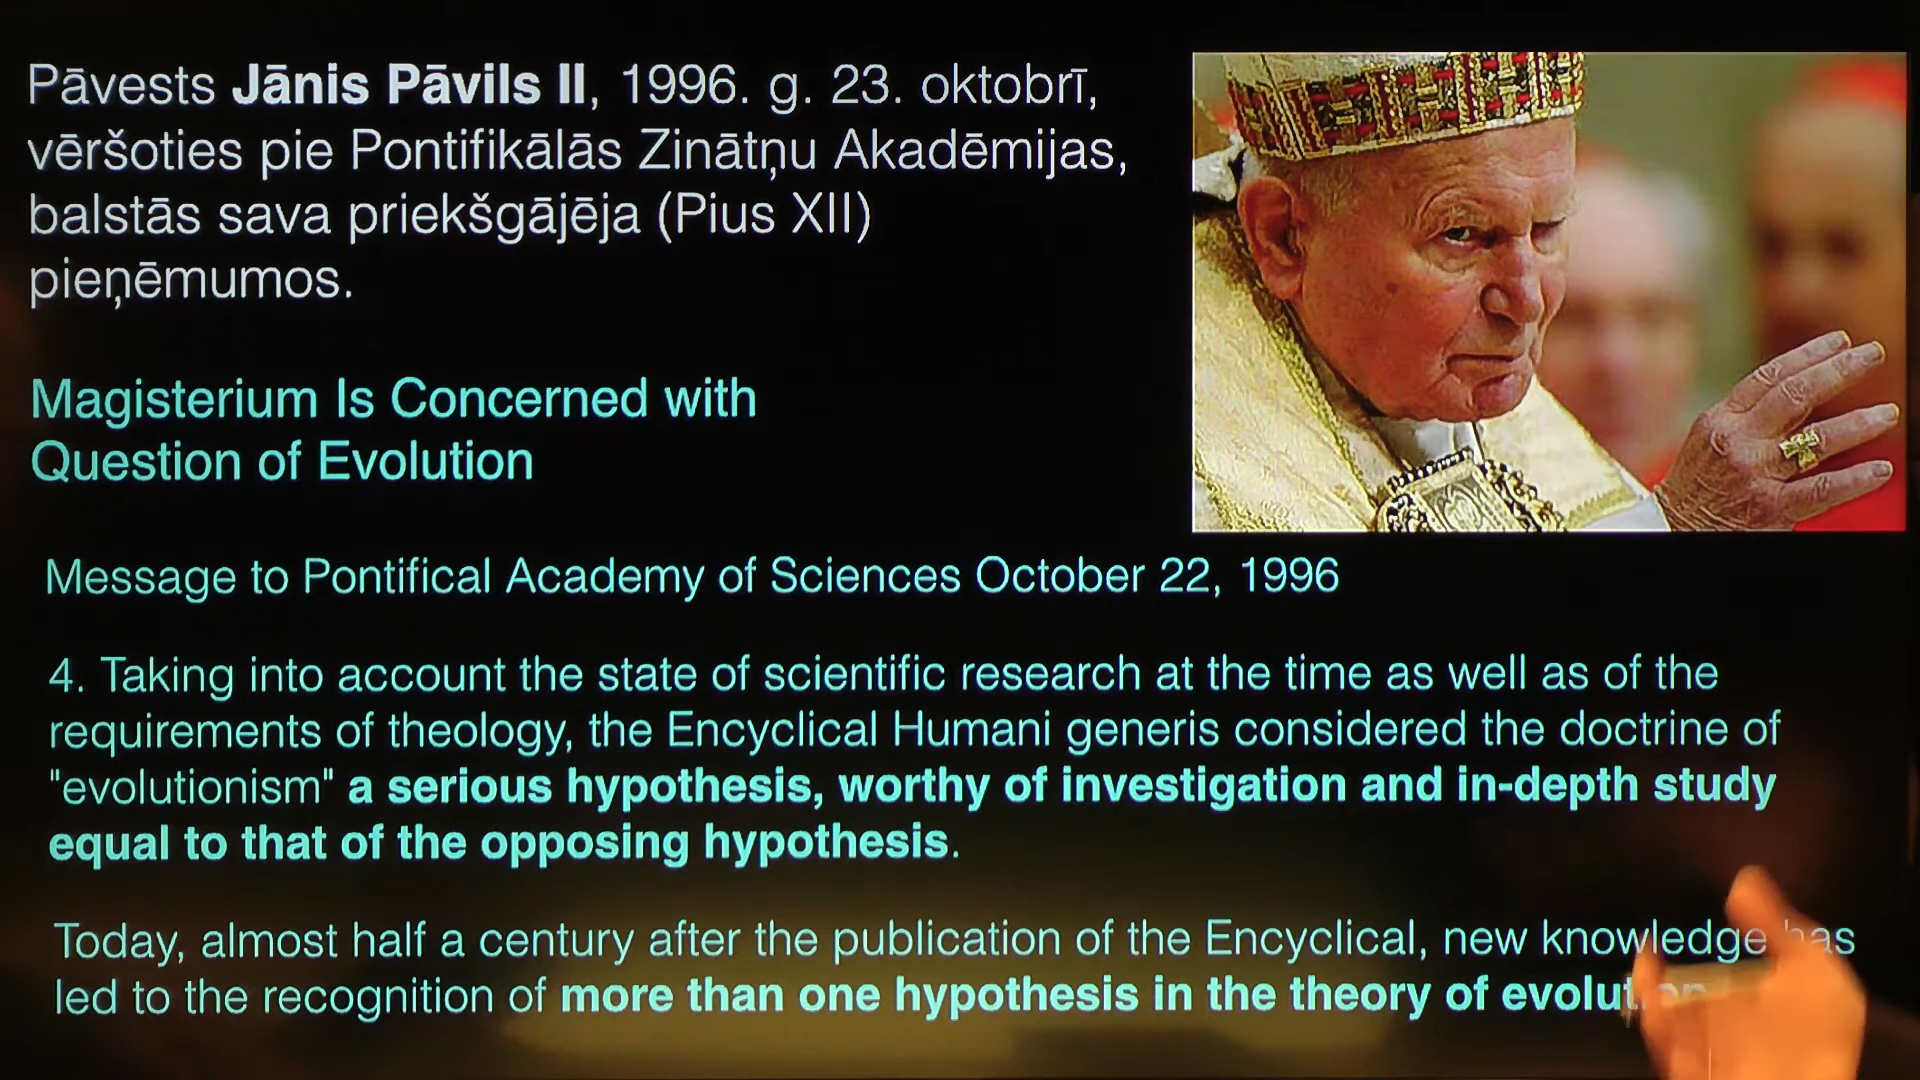 Pāvests Jānis Pāvils II, 1996. g. 23. oktobrī,
vēršoties pie Pontifikālās Zinātņu Akadēmijas,
balstās sava priekšgājēja (Pius XII)
pieņēmumos.
Magisterium Is Concerned with
Question of Evolution
Message to Pontifical Academy of Sciences October 22, 1996
4. Taking into account the state of scientific research at the time as well as of the
requirements of theology, the Encyclical Humani generis considered the doctrine of
"evolutionism" a serious hypothesis, worthy of investigation and in-depth study
equal to that of the opposing hypothesis.
Today, almost half a century after the publication of the Encyclical, new knowledge has
led to the recognition of more than one hypothesis in the theory of evolution